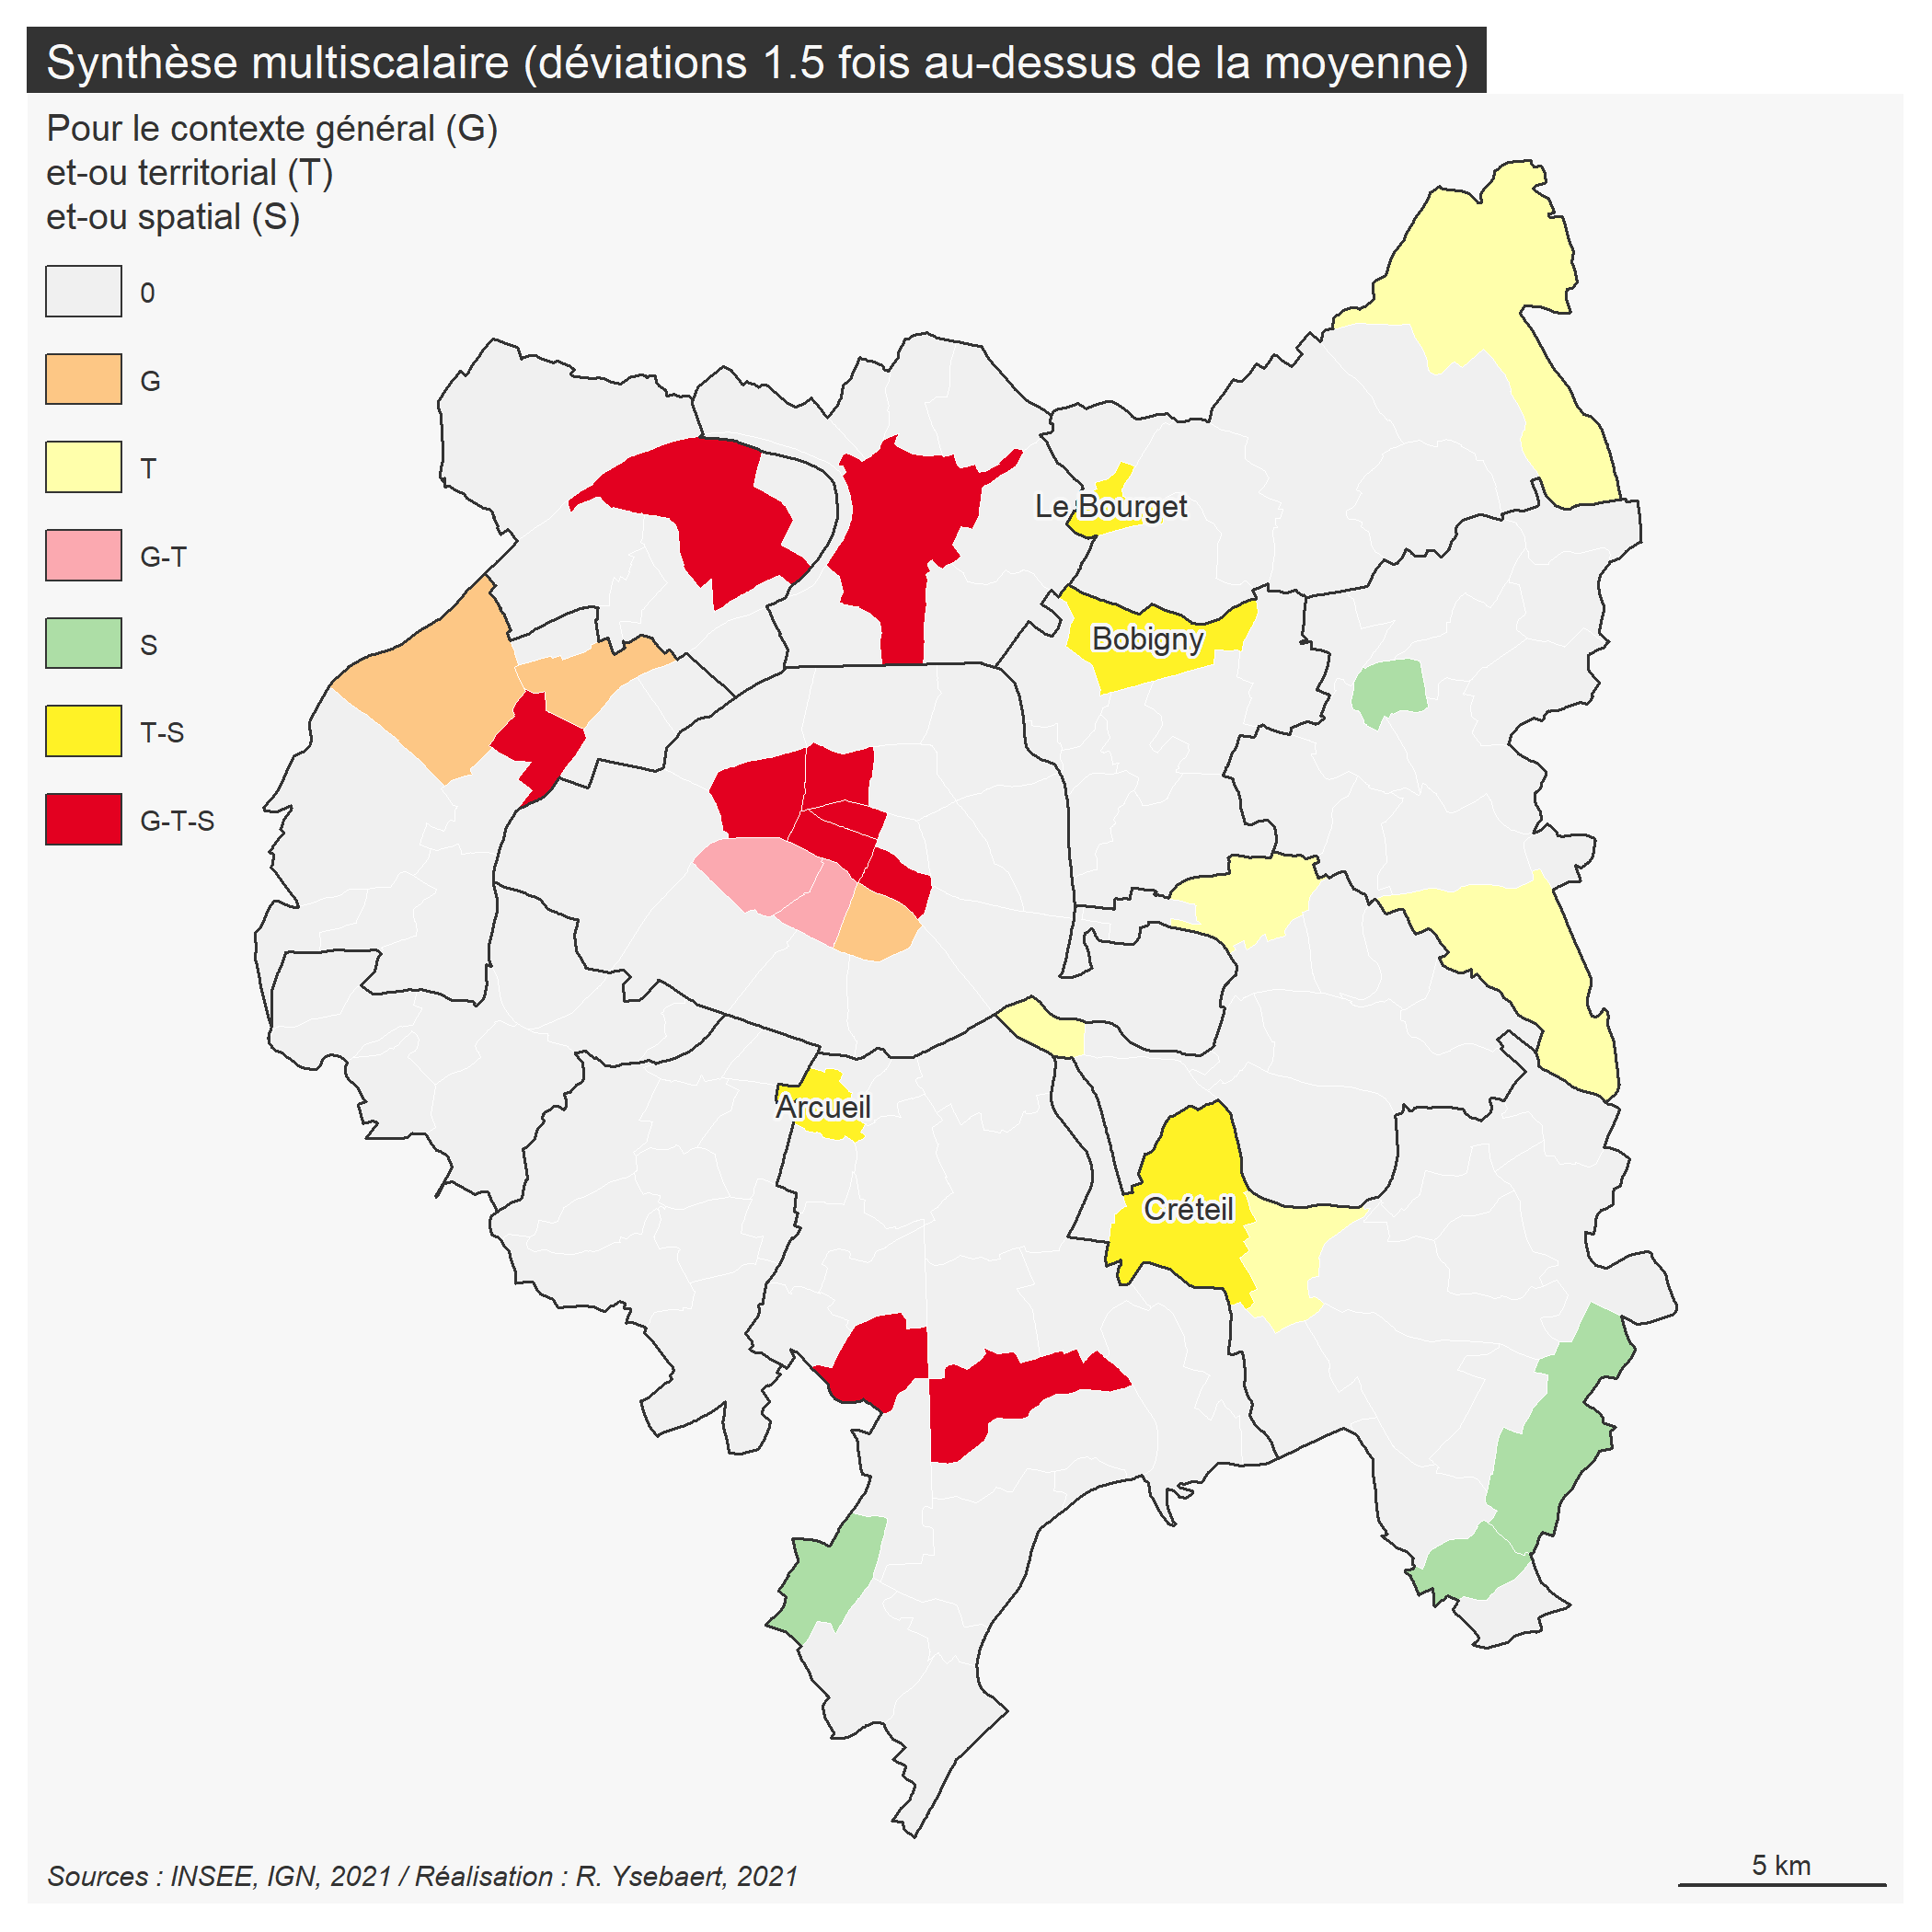 Synthèse multiscalaire (déviations 1.5 fois au-dessus de la moyenne)
Pour le contexte général (G)
et-ou territorial (T)
et-ou spatial (S)
0
G
T
G-T
S
T-S
G-T-S
Le Bourget
Bobigny
Arcueil
Créteil
Sources : INSEE, IGN, 2021 / Réalisation : R. Ysebaert, 2021
5 km